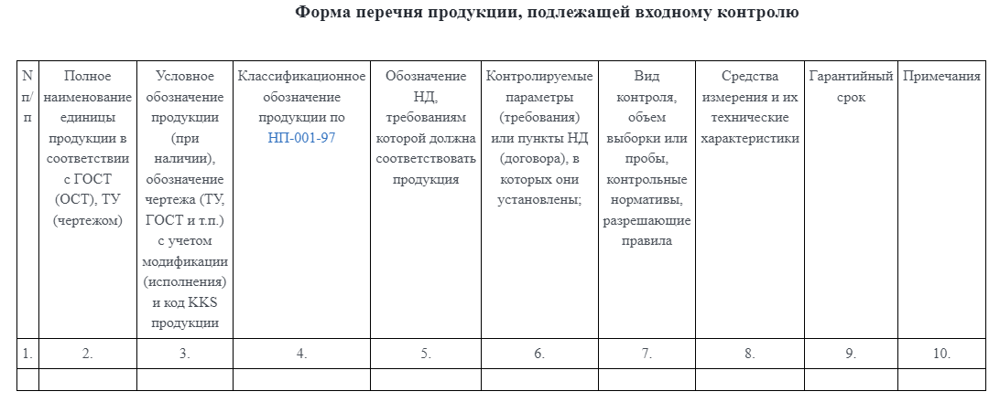 Форма перечня продукции, подлежащей входному контролю
N
п/
п
Полное
наименование
единицы
продукции в
соответствии
с ГОСТ
(ОСТ), ТУ
(чертежом)
Условное
обозначение
продукции
(при
наличии),
обозначение
чертежа (ТУ,
ГОСТ и т.п.)
с учетом
модификации
(исполнения)
и код KKS
продукции
Классификационное
обозначение
продукции по
НП-001-97
Обозначение
НД,
требованиям
которой должна
соответствовать
продукция
Контролируемые
параметры
(требования)
или пункты НД
(договора), в
которых они
установлены;
Вид
контроля,
объем
выборки или
пробы,
контрольные
нормативы,
разрешающие
правила
Средства
измерения и их
технические
характеристики
Гарантийный
срок
Примечания
1.
2.
3.
4.
5.
6.
7.
8.
9.
10.